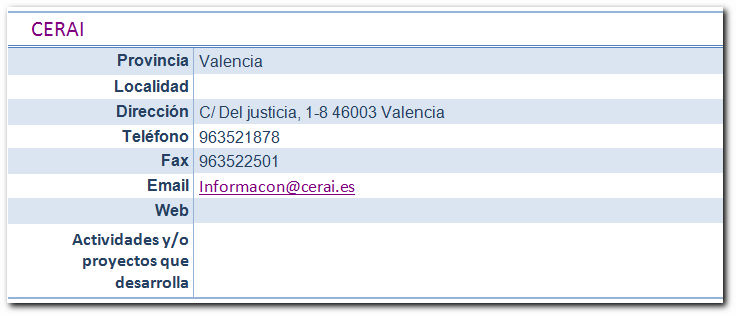 CERAI
Provincia Valencia
Localidad
Dirección C/ Del justicia, 1-8 46003 Valencia
Teléfono 963521878
Fax 963522501
Email Informacon@cerai.es
Web
Actividades y/o
proyectos que
desarrolla